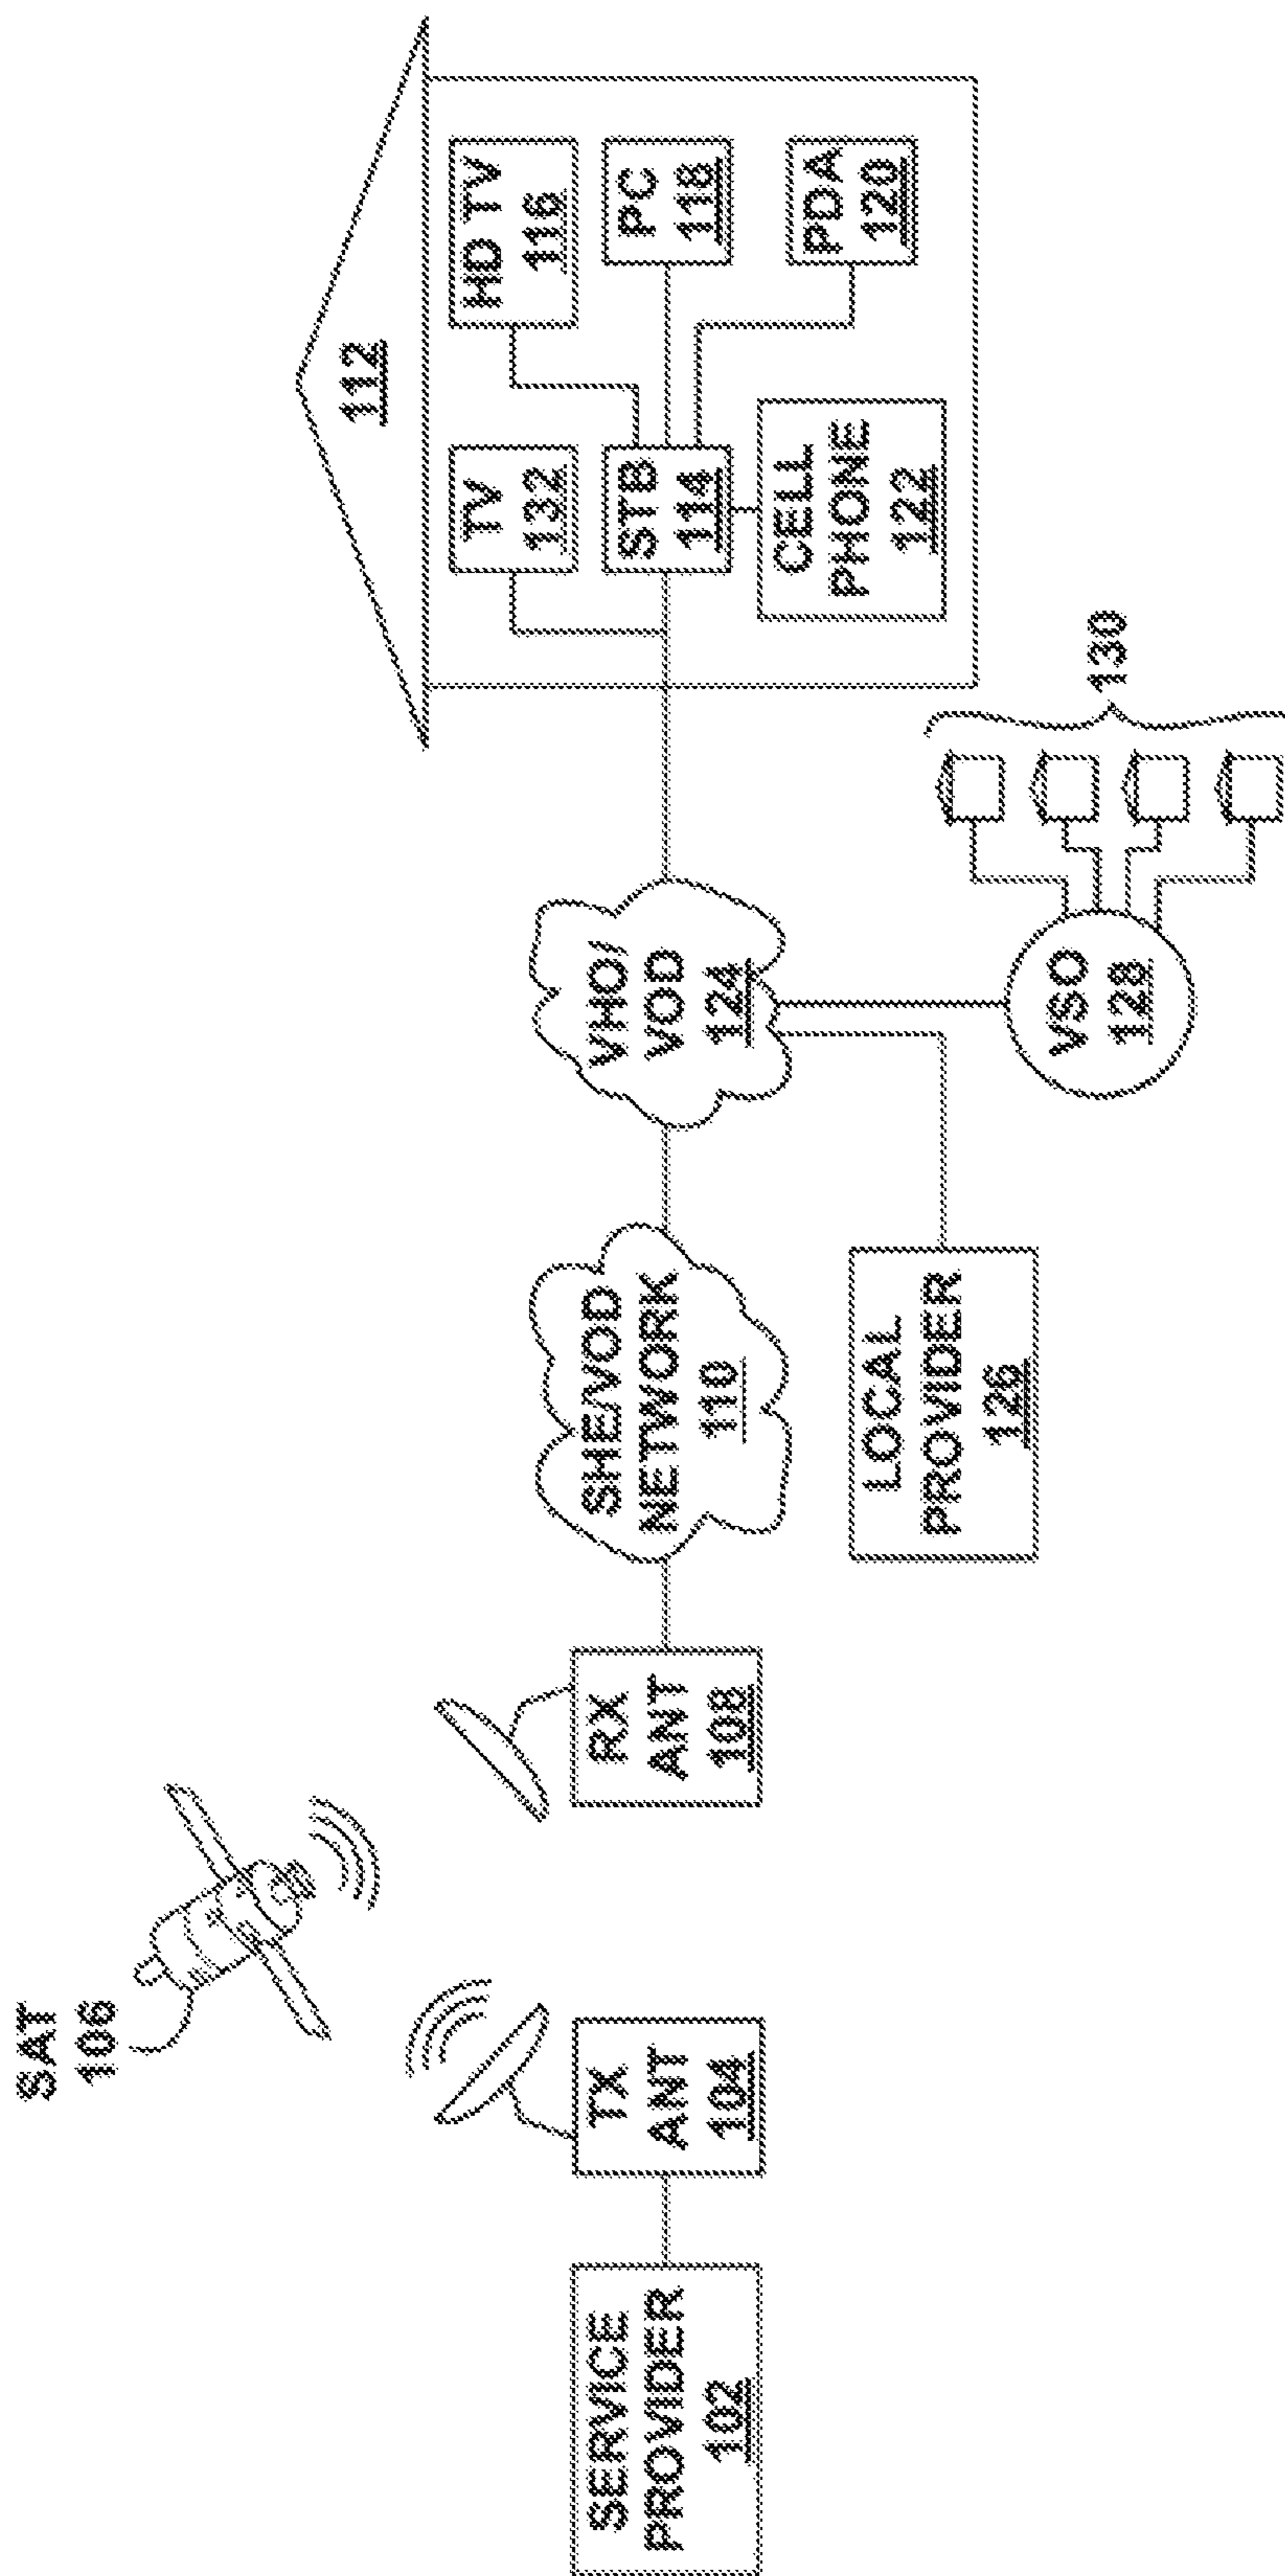 SAT
106
SERVICE
PROVIDER
102
TX
ANT
104
RX
ANT
108
SHE/VOD
NETWORK
110
LOCAL
PROVIDER
126
VHO/
VOD
124
VSO
128
130
112
TV
132
HD TV
116
STB
114
PC
118
CELL
PHONE
122
PDA
120